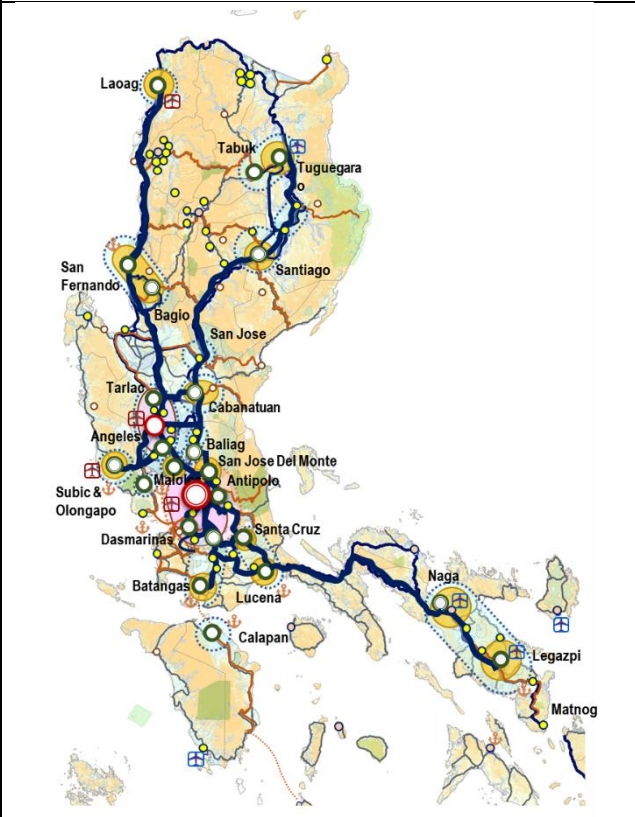 Laoag
Tabuk
Tuguegara
o
Santiago
San
Fernando
Bagio
San Jose
Tarlac
Cabanatuan
Angeles
Baliag
San Jose Del Monte
Malol
Antipolo
Subic &
Olongapo
Dasmarinas
Santa Cruz
Batangas
Lucena
Naga
Calapan
Legazpi
Matnog